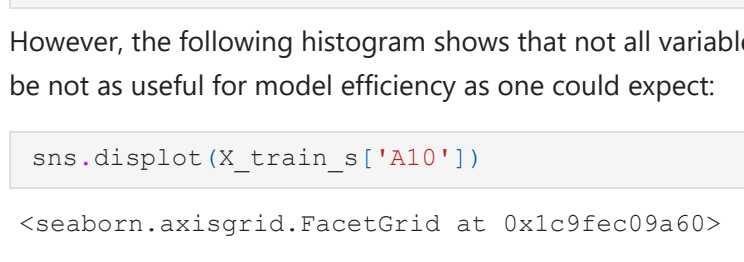 However, the following histogram shows that not all
be not as useful for model efficiency as one could expect:
sns.displot(X_train_s['A10'])
<seaborn.axisgrid.FacetGrid at 0x1c9fec09a60>